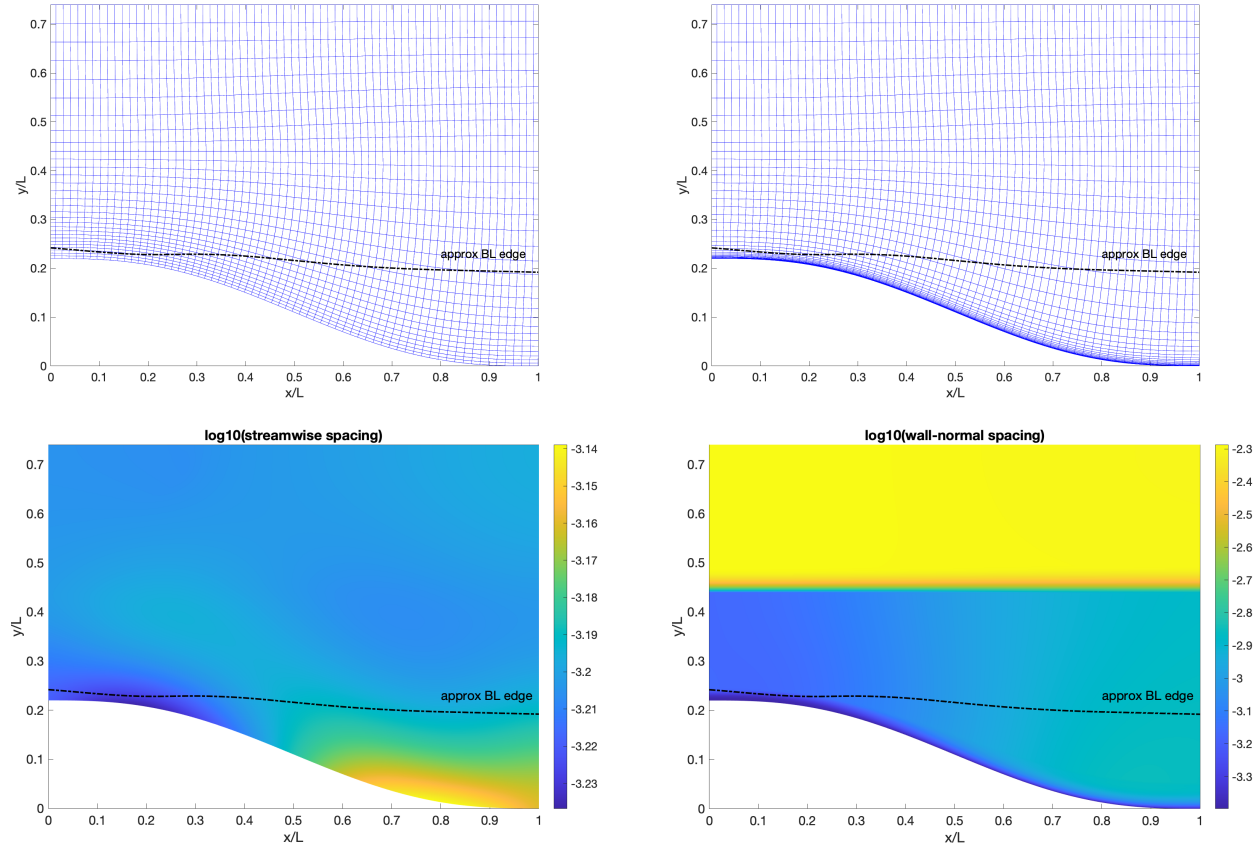 0.7
0.6
0.5
0.4
0.3
0.2
0.1
0
y/L
approx BL edge
0 0.1 0.2 0.3 0.4 0.5 0.6 0.7 0.8 0.9 1
x/L
0.7
0.6
0.5
0.4
0.3
0.2
0.1
0
y/L
approx BL edge
0 0.1 0.2 0.3 0.4 0.5 0.6 0.7 0.8 0.9 1
x/L
log10(streamwise spacing)
0.7
0.6
0.5
0.4
0.3
0.2
0.1
0
y/L
approx BL edge
0 0.1 0.2 0.3 0.4 0.5 0.6 0.7 0.8 0.9 1
x/L
-3.14
-3.15
-3.16
-3.17
-3.18
-3.19
-3.2
-3.21
-3.22
-3.23
log10(wall-normal spacing)
0.7
0.6
0.5
0.4
0.3
0.2
0.1
0
y/L
approx BL edge
0 0.1 0.2 0.3 0.4 0.5 0.6 0.7 0.8 0.9 1
x/L
-2.3
-2.4
-2.5
-2.6
-2.7
-2.8
-2.9
-3
-3.1
-3.2
-3.3